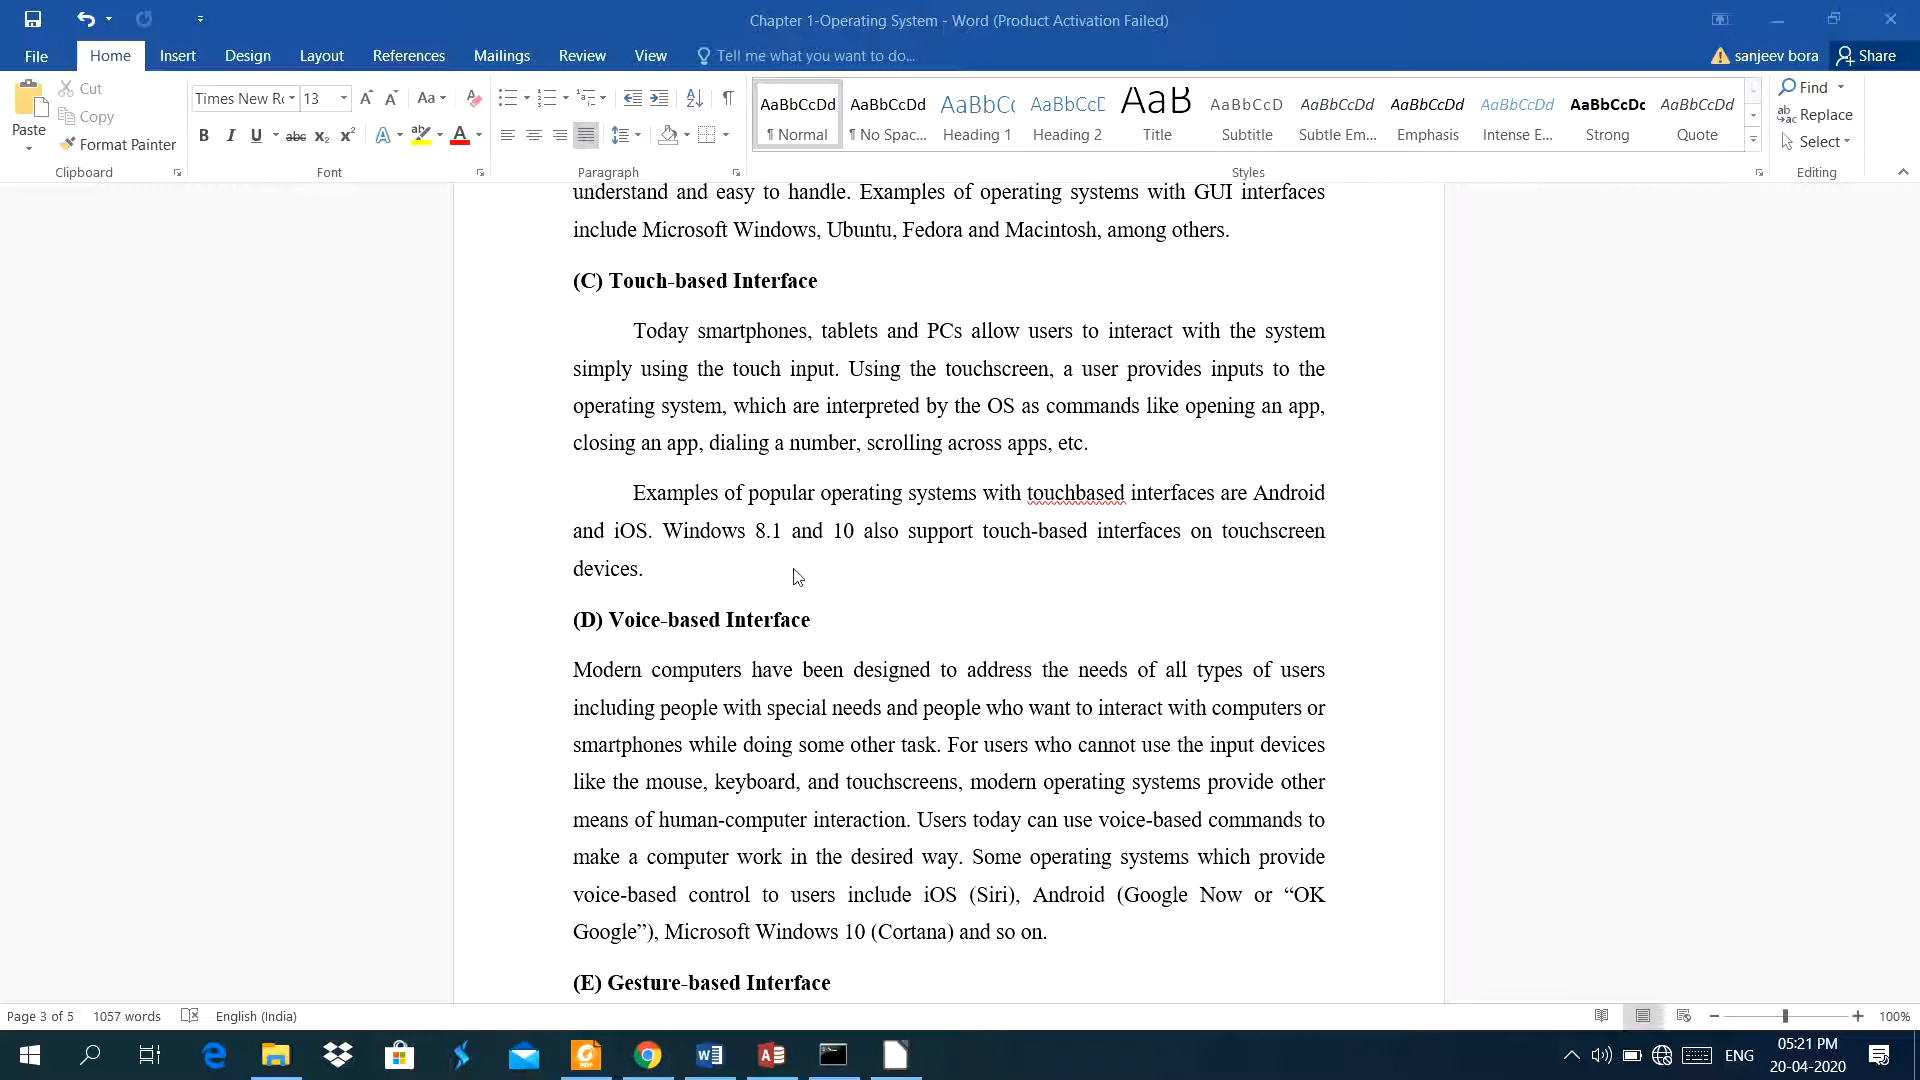 Chapter 1-Operating System - Word (Product Activation Failed)
File Home Insert Design Layout References Mailings Review View Tell me what you want to do... sanjeev bora Share
Paste
Cut
Copy
Format Painter
Clipboard
Times New Ro 13
Font
Paragraph
AaBbCcDd AaBbCcDd AaBbC( AaBbCcE AaB AaBbCcD AaBbCcDd AaBbCcDd AaBbCcDd AaBbCcDc AaBbCcDd
¶ Normal ¶ No Spac... Heading 1 Heading 2 Title Subtitle Subtle Em... Emphasis Intense E... Strong Quote
Styles
Find
Replace
Select
Editing
understand and easy to handle. Examples of operating systems with GUI interfaces
include Microsoft Windows, Ubuntu, Fedora and Macintosh, among others.
(C) Touch-based Interface
Today smartphones, tablets and PCs allow users to interact with the system
simply using the touch input. Using the touchscreen, a user provides inputs to the
operating system, which are interpreted by the OS as commands like opening an app,
closing an app, dialing a number, scrolling across apps, etc.
Examples of popular operating systems with touchbased interfaces are Android
and iOS. Windows 8.1 and 10 also support touch-based interfaces on touchscreen
devices.
(D) Voice-based Interface
Modern computers have been designed to address the needs of all types of users
including people with special needs and people who want to interact with computers or
smartphones while doing some other task. For users who cannot use the input devices
like the mouse, keyboard, and touchscreens, modern operating systems provide other
means of human-computer interaction. Users today can use voice-based commands to
make a computer work in the desired way. Some operating systems which provide
voice-based control to users include iOS (Siri), Android (Google Now or “OK
Google”), Microsoft Windows 10 (Cortana) and so on.
(E) Gesture-based Interface
Page 3 of 5 1057 words English (India) 100%
ENG
05:21 PM
20-04-2020